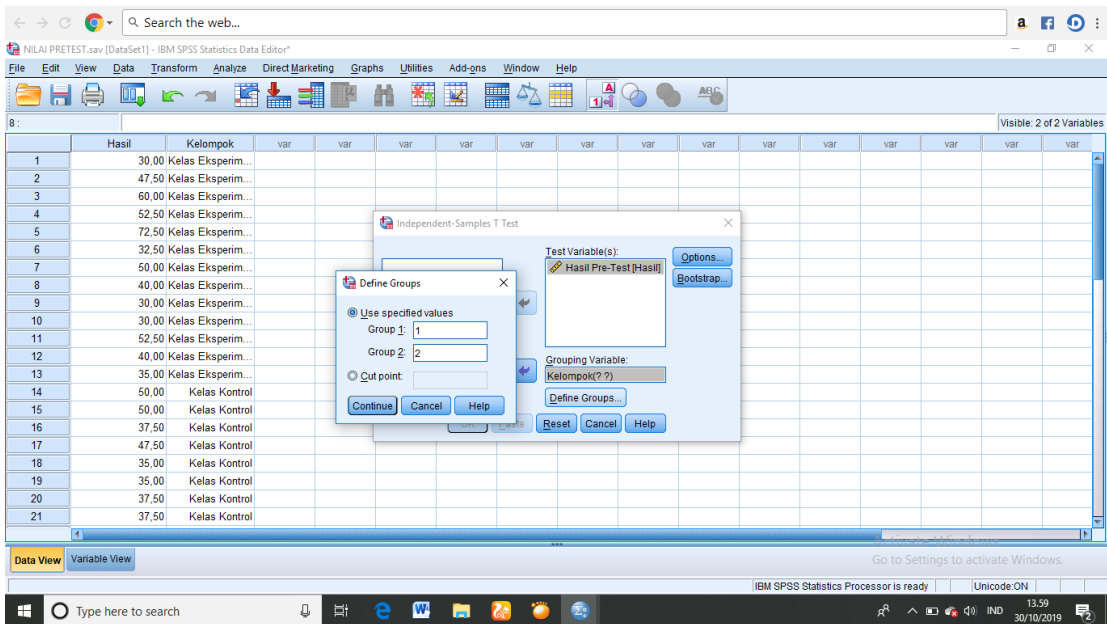 Search the web...
NILAI PRETEST.sav [DataSet1] - IBM SPSS Statistics Data Editor*
File Edit View Data Transform Analyze Direct Marketing Graphs Utilities Add-ons Window Help
8 :
Visible: 2 of 2 Variables
Hasil Kelompok var var var var var var var var var var var var var var
1 30,00 Kelas Eksperim...
2 47,50 Kelas Eksperim...
3 60,00 Kelas Eksperim...
4 52,50 Kelas Eksperim...
5 72,50 Kelas Eksperim...
6 32,50 Kelas Eksperim...
7 50,00 Kelas Eksperim...
8 40,00 Kelas Eksperim...
9 30,00 Kelas Eksperim...
10 30,00 Kelas Eksperim...
11 52,50 Kelas Eksperim...
12 40,00 Kelas Eksperim...
13 35,00 Kelas Eksperim...
14 50,00 Kelas Kontrol
15 50,00 Kelas Kontrol
16 37,50 Kelas Kontrol
17 47,50 Kelas Kontrol
18 35,00 Kelas Kontrol
19 35,00 Kelas Kontrol
20 37,50 Kelas Kontrol
21 37,50 Kelas Kontrol
Independent-Samples T Test
Test Variable(s):
Hasil Pre-Test [Hasil]
Options...
Bootstrap...
Grouping Variable:
Kelompok(? ?)
Define Groups...
Reset Cancel Help
Define Groups
Use specified values
Group 1: 1
Group 2: 2
Cut point:
Continue Cancel Help
Data View Variable View
Go to Settings to activate Windows.
IBM SPSS Statistics Processor is ready Unicode:ON
Type here to search
IND
13.59
30/10/2019